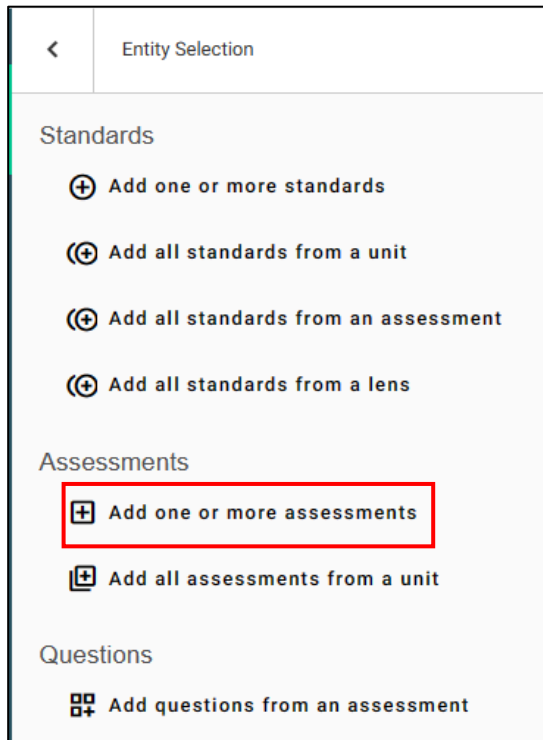 Entity Selection
Standards
Add one or more standards
Add all standards from a unit
Add all standards from an assessment
Add all standards from a lens
Assessments
Add one or more assessments
Add all assessments from a unit
Questions
Add questions from an assessment